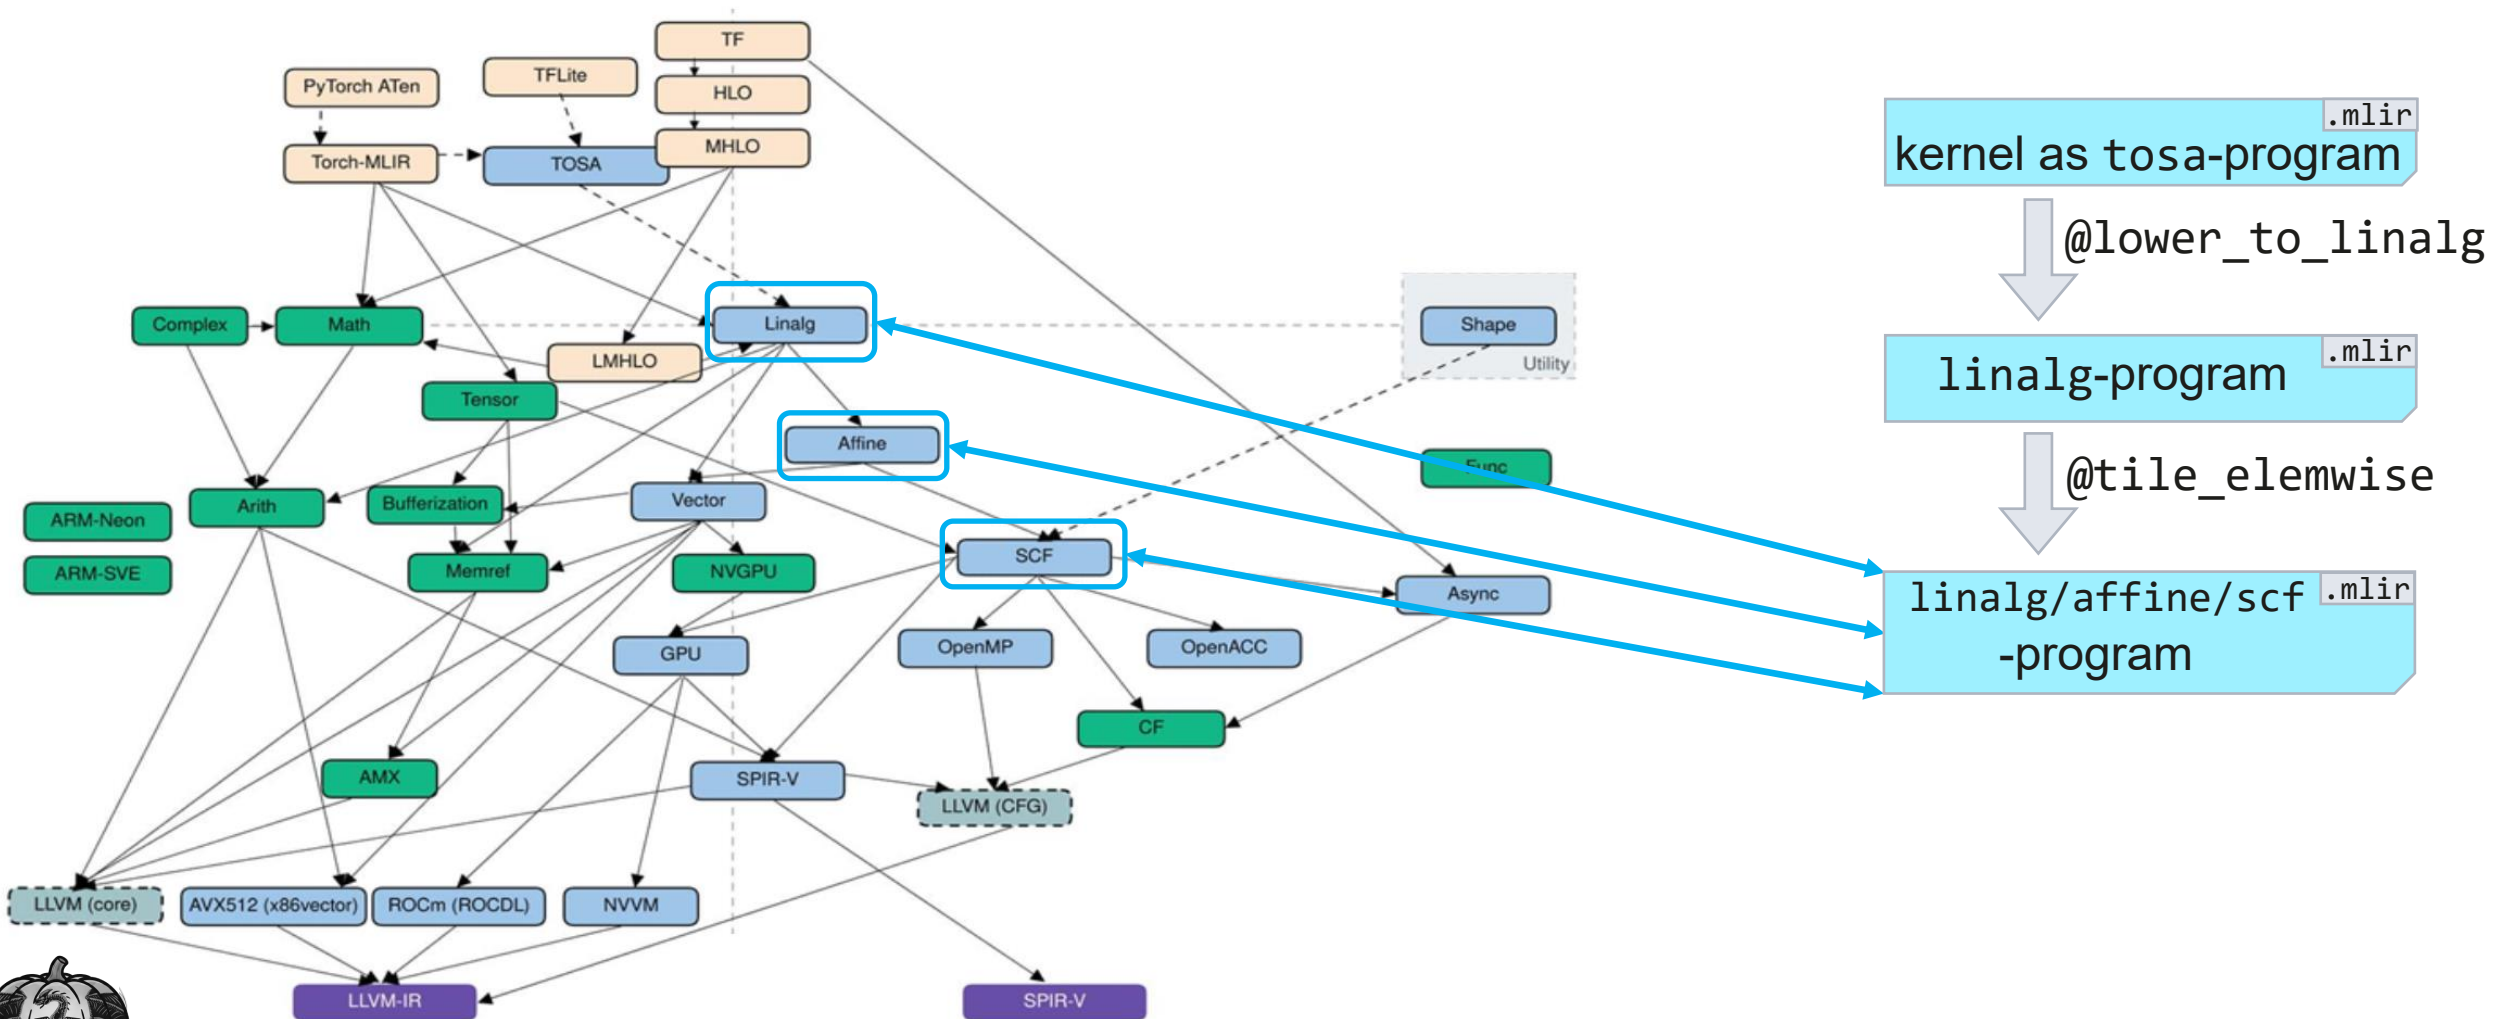 TF
TFLite
PyTorch ATen
HLO
MHLO
Torch-MLIR
TOSA
Complex
Math
Linalg
Shape
Utility
LMHLO
Tensor
Affine
Func
Arith
Bufferization
Vector
ARM-Neon
SCF
ARM-SVE
Memref
NVGPU
Async
GPU
OpenMP
OpenACC
CF
AMX
SPIR-V
LLVM (CFG)
LLVM (core)
AVX512 (x86vector)
ROCm (ROCDL)
NVVM
LLVM-IR
SPIR-V
.mlir
kernel as tosa-program
@lower_to_linalg
.mlir
linalg-program
@tile_elemwise
.mlir
linalg/affine/scf
-program